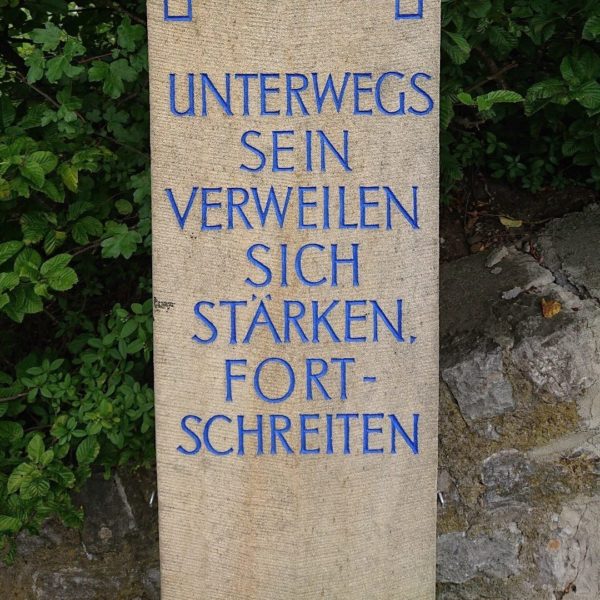 UNTERWEGS
SEIN
VERWEILEN
SICH
STÄRKEN.
FORT-
SCHREITEN